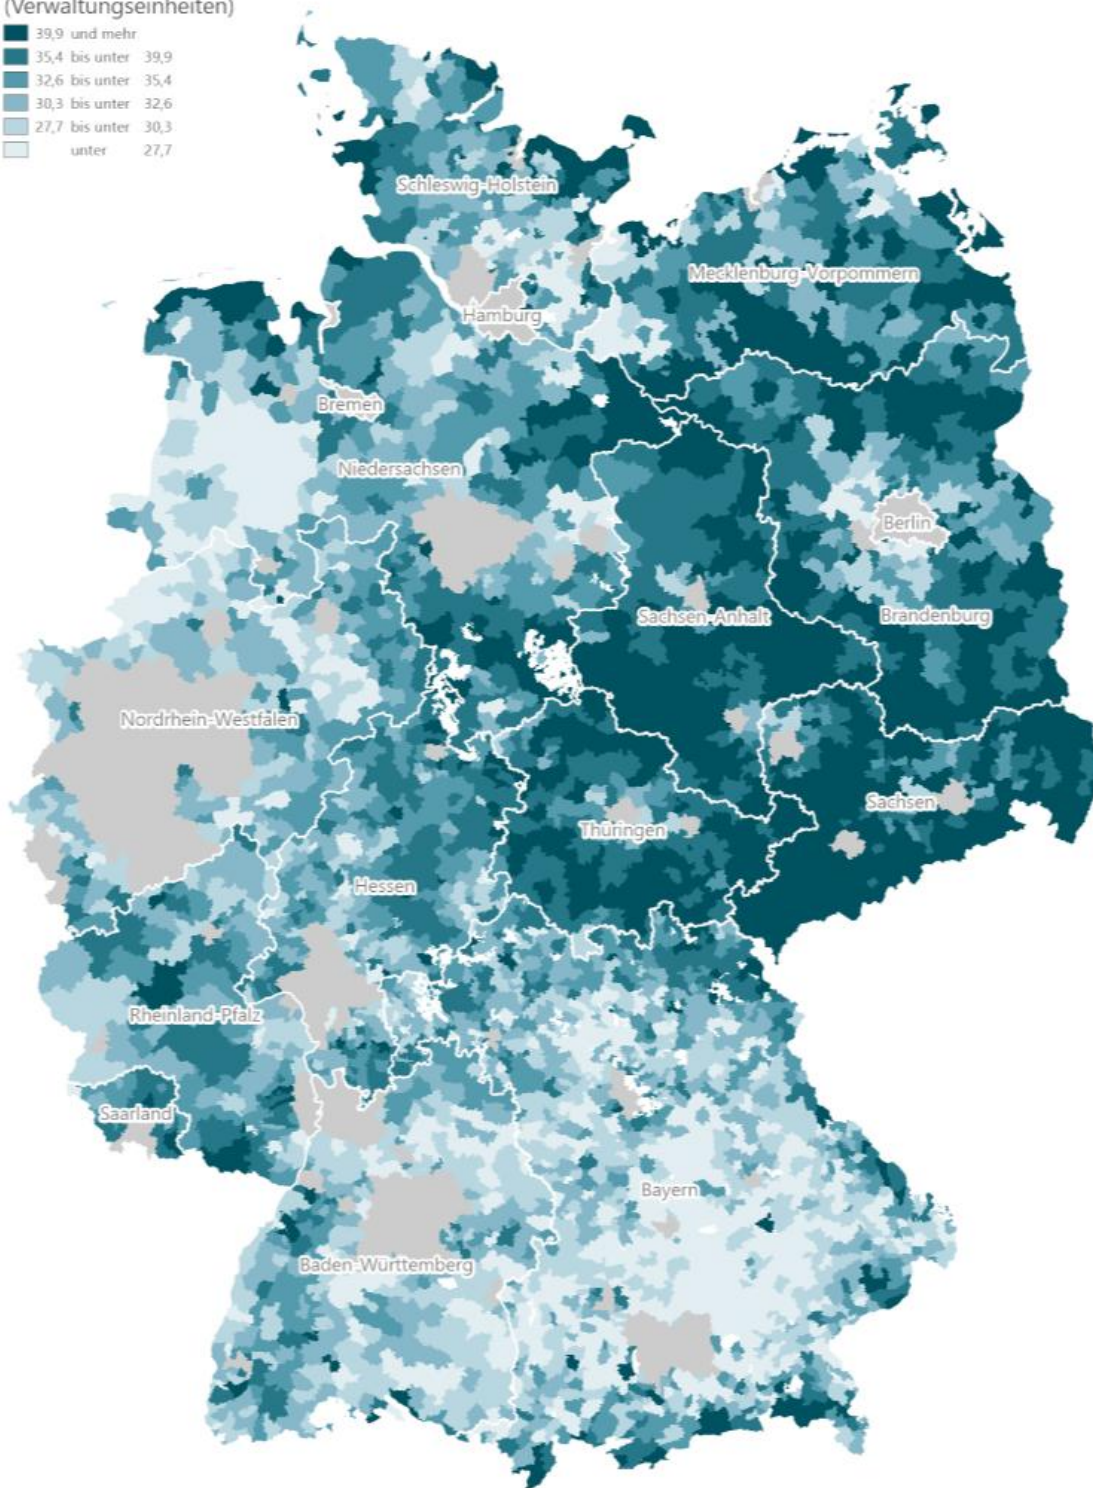 (Verwaltungseinheiten)
39,9 und mehr
35,4 bis unter 39,9
32,6 bis unter 35,4
30,3 bis unter 32,6
27,7 bis unter 30,3
unter 27,7
Schleswig-Holstein
Mecklenburg-Vorpommern
Hamburg
Bremen
Niedersachsen
Berlin
Sachsen-Anhalt
Brandenburg
Nordrhein-Westfalen
Sachsen
Thüringen
Hessen
Rheinland-Pfalz
Saarland
Bayern
Baden-Württemberg